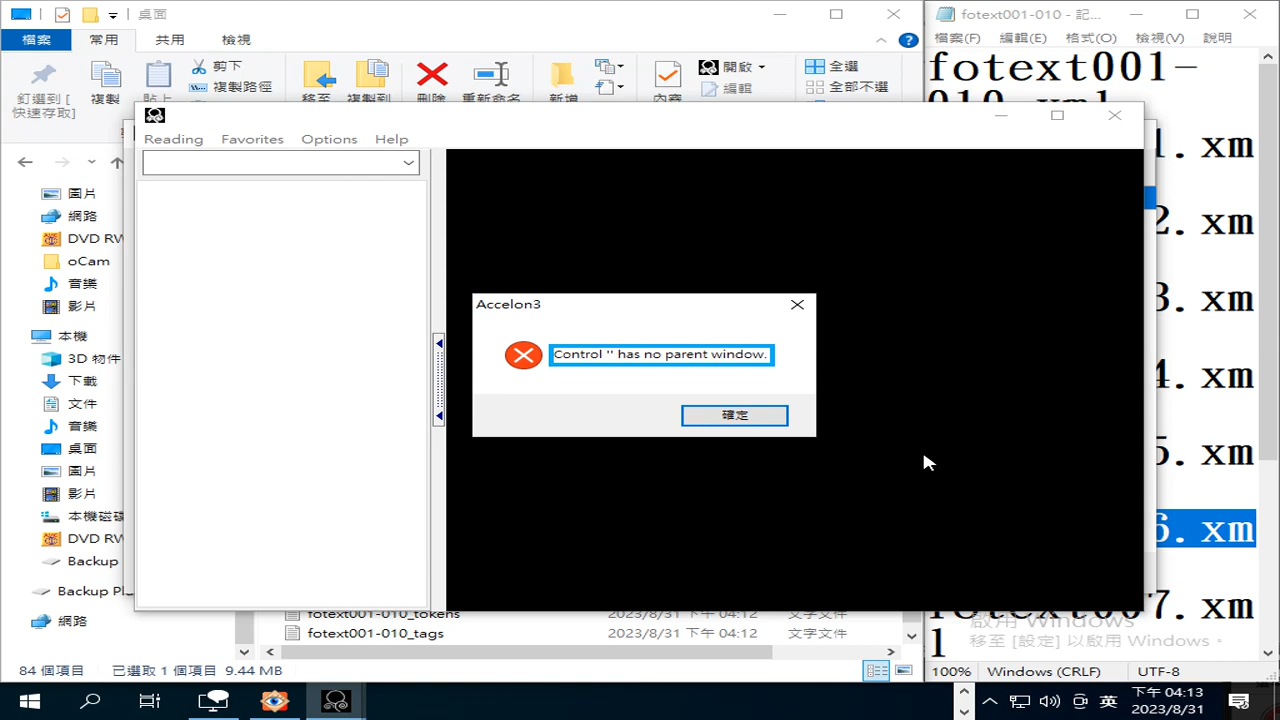 桌面
檔案 常用 共用 檢視
釘選到 [
快速存取]
複製
貼上
剪下
複製路徑
移至 複製到 刪除 重新命名 新增
內容
開啟
編輯
全選
全部不選
圖片
網路
DVD RW
oCam
音樂
影片
本機
3D 物件
下載
文件
音樂
桌面
圖片
影片
本機磁碟
DVD RW
Backup
Backup Pl
網路
Reading Favorites Options Help
Accelon3
Control '' has no parent window.
確定
fotext001-010_tokens 2023/8/31 下午 04:12 文字文件
fotext001-010_tags 2023/8/31 下午 04:12 文字文件
84 個項目 已選取 1 個項目 9.44 MB
fotext001-010 - 記...
檔案(F) 編輯(E) 格式(O) 檢視(V) 說明
fotext001-
010.xml
1.xm
2.xm
3.xm
4.xm
5.xm
6.xm
fotext007.xm
l
啟用 Windows
移至 [設定] 以啟用 Windows。
100% Windows (CRLF) UTF-8
英
下午 04:13
2023/8/31